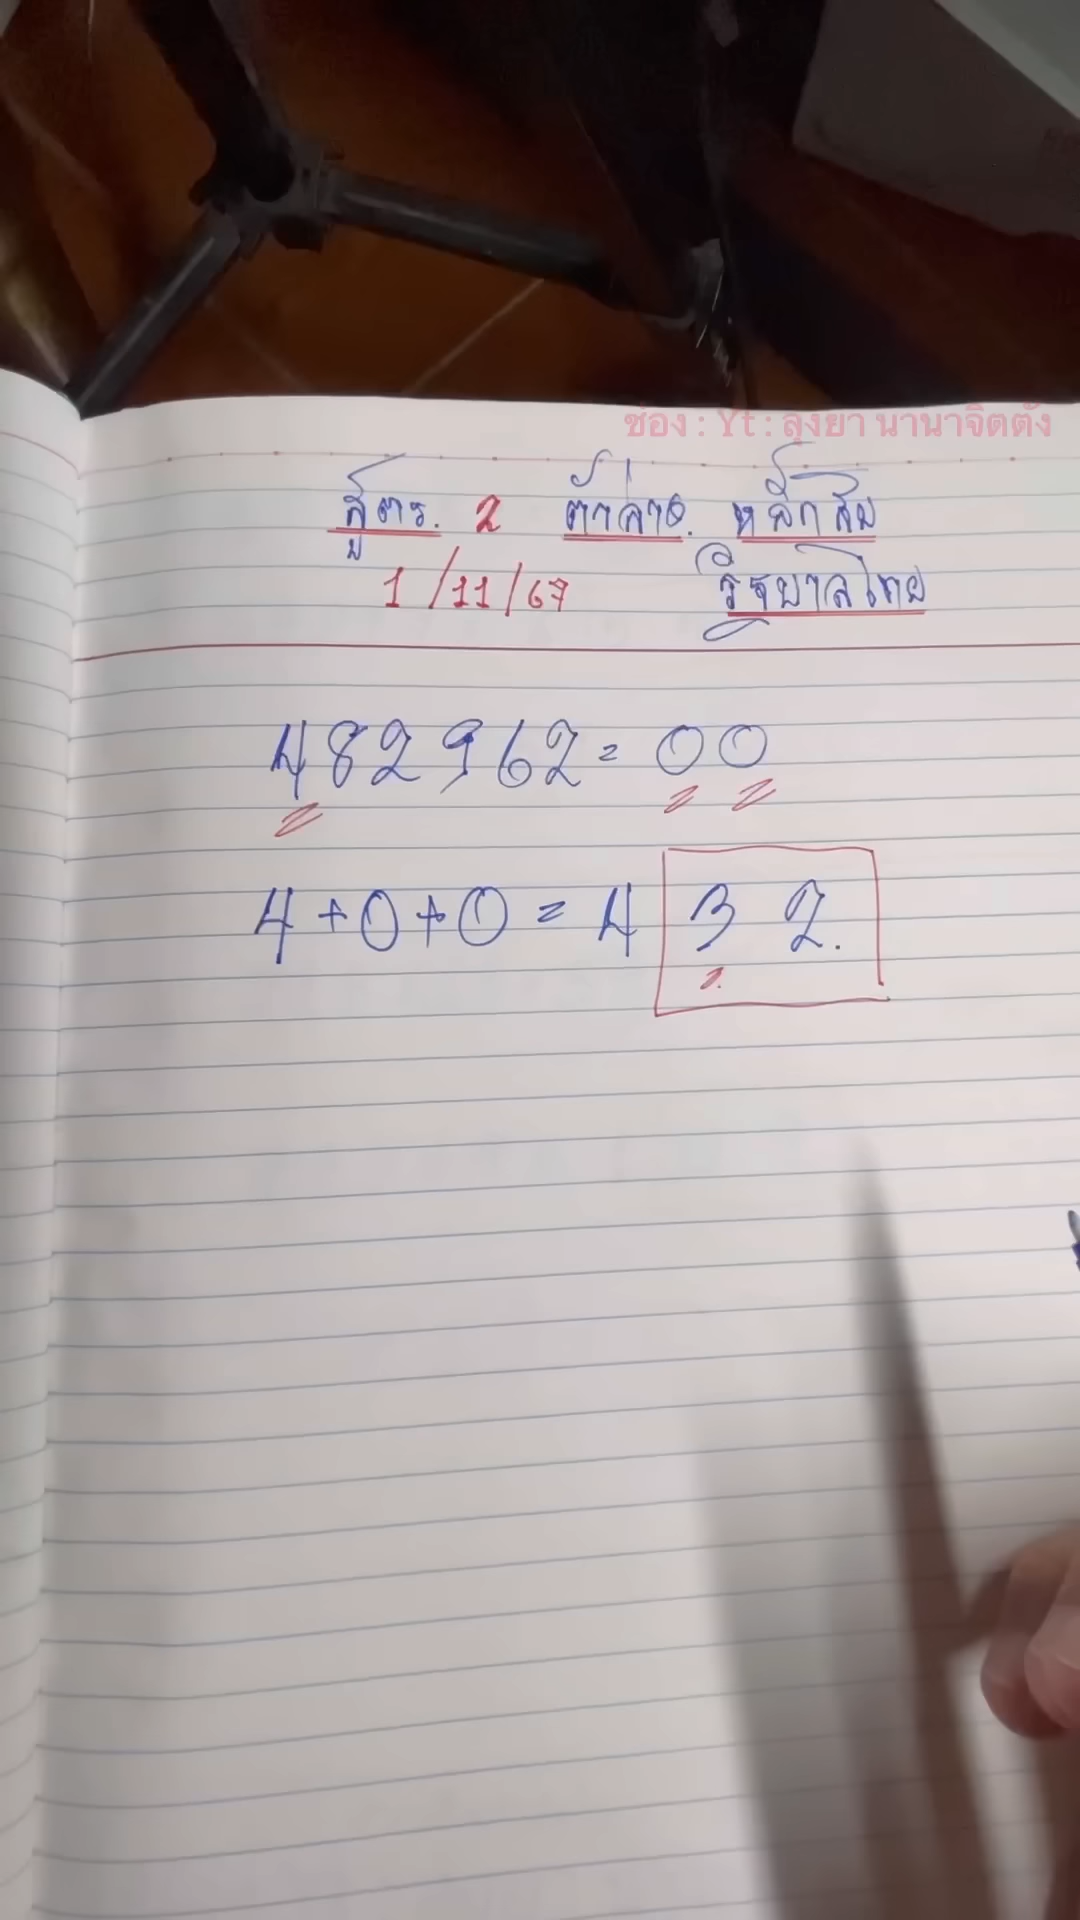 ช่อง : Yt : ลุงยา นานาจิตตัง
สูตร. 2 ตัวล่าง. หลักสิบ
1/11/67 รัฐบาลไทย
482962 = 00
4+0+0 = 4 3 2.